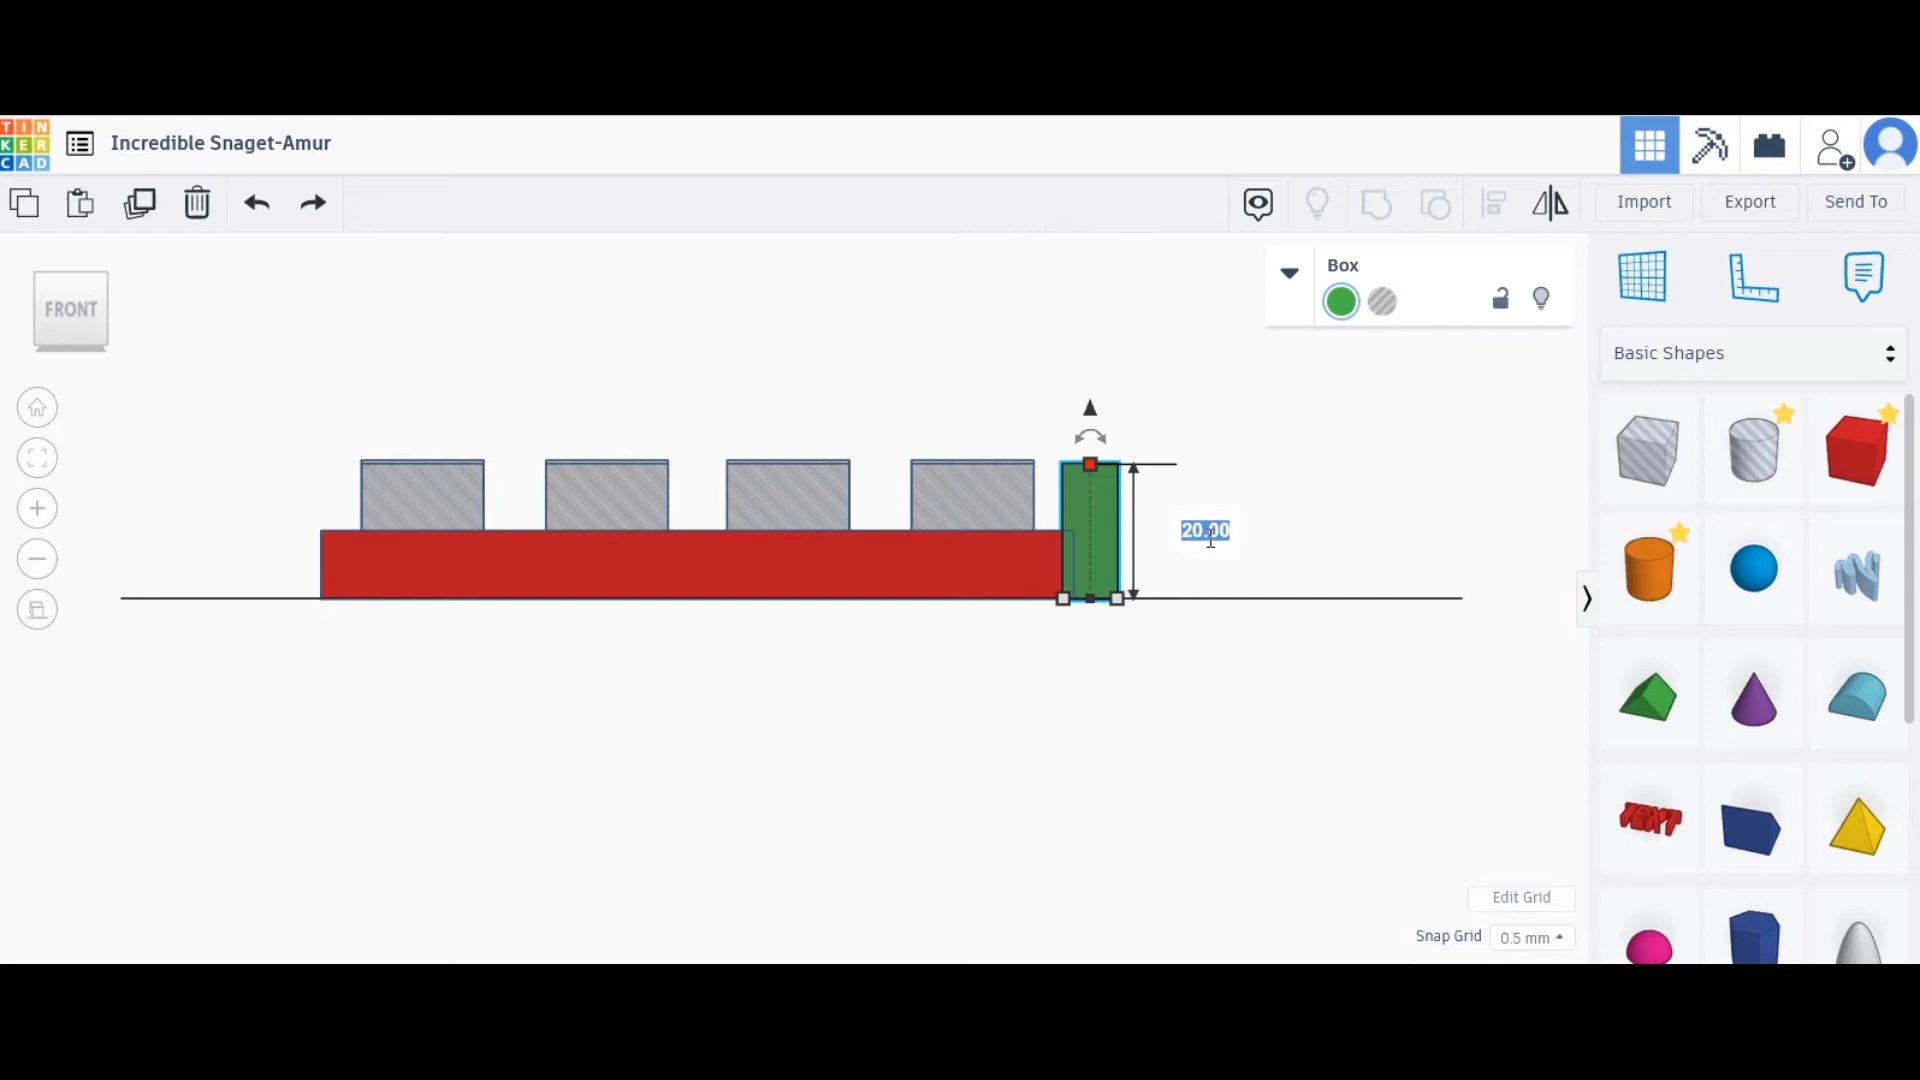 TIN
KER
CAD
Incredible Snaget-Amur
Import
Export
Send To
FRONT
Box
Basic Shapes
20.00
TEXT
Edit Grid
Snap Grid
0.5 mm